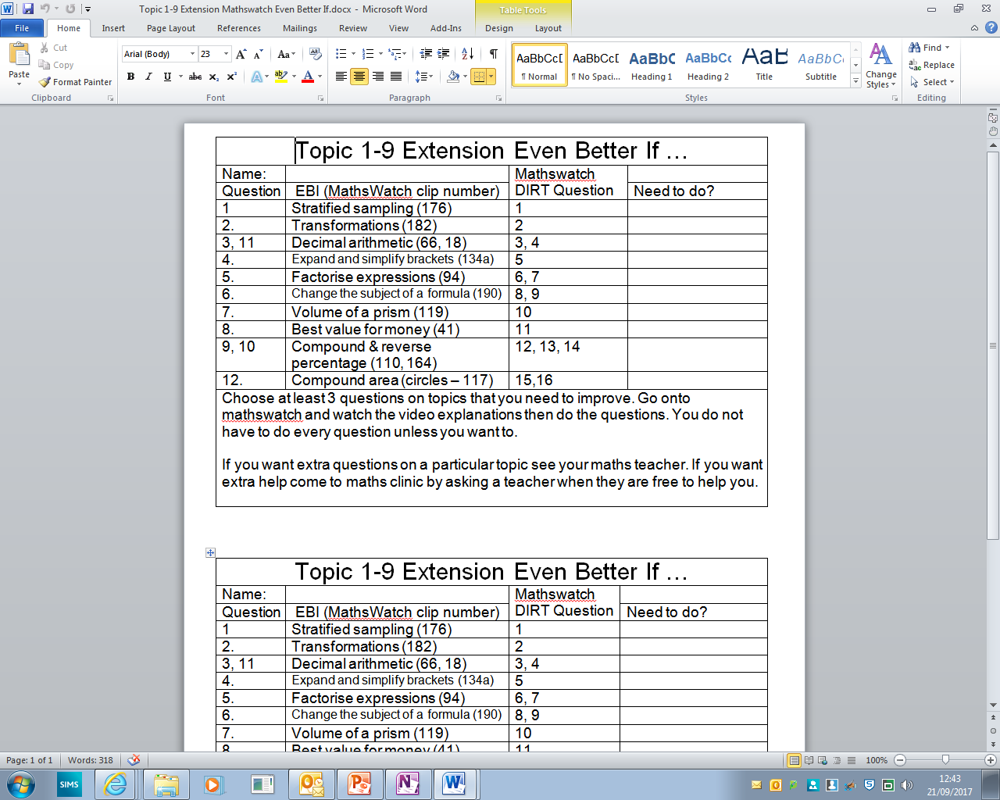 Topic 1-9 Extension Mathswatch Even Better If.docx - Microsoft Word
Table Tools
File Home Insert Page Layout References Mailings Review View Add-Ins Design Layout
Paste
Cut
Copy
Format Painter
Clipboard
Arial (Body) 23
Font
Paragraph
AaBbCcDc AaBbCcDc AaBbC AaBbCc AaB AaBbCc
¶ Normal ¶ No Spaci... Heading 1 Heading 2 Title Subtitle
Change Styles
Styles
Find
Replace
Select
Editing
Topic 1-9 Extension Even Better If …
Name: Mathswatch
Question EBI (MathsWatch clip number) DIRT Question Need to do?
1 Stratified sampling (176) 1
2. Transformations (182) 2
3, 11 Decimal arithmetic (66, 18) 3, 4
4. Expand and simplify brackets (134a) 5
5. Factorise expressions (94) 6, 7
6. Change the subject of a formula (190) 8, 9
7. Volume of a prism (119) 10
8. Best value for money (41) 11
9, 10 Compound & reverse 12, 13, 14
percentage (110, 164)
12. Compound area (circles – 117) 15,16
Choose at least 3 questions on topics that you need to improve. Go onto
mathswatch and watch the video explanations then do the questions. You do not
have to do every question unless you want to.
If you want extra questions on a particular topic see your maths teacher. If you want
extra help come to maths clinic by asking a teacher when they are free to help you.
Topic 1-9 Extension Even Better If …
Name: Mathswatch
Question EBI (MathsWatch clip number) DIRT Question Need to do?
1 Stratified sampling (176) 1
2. Transformations (182) 2
3, 11 Decimal arithmetic (66, 18) 3, 4
4. Expand and simplify brackets (134a) 5
5. Factorise expressions (94) 6, 7
6. Change the subject of a formula (190) 8, 9
7. Volume of a prism (119) 10
8. Best value for money (41) 11
Page: 1 of 1 Words: 318 100%
SIMS
12:43
21/09/2017